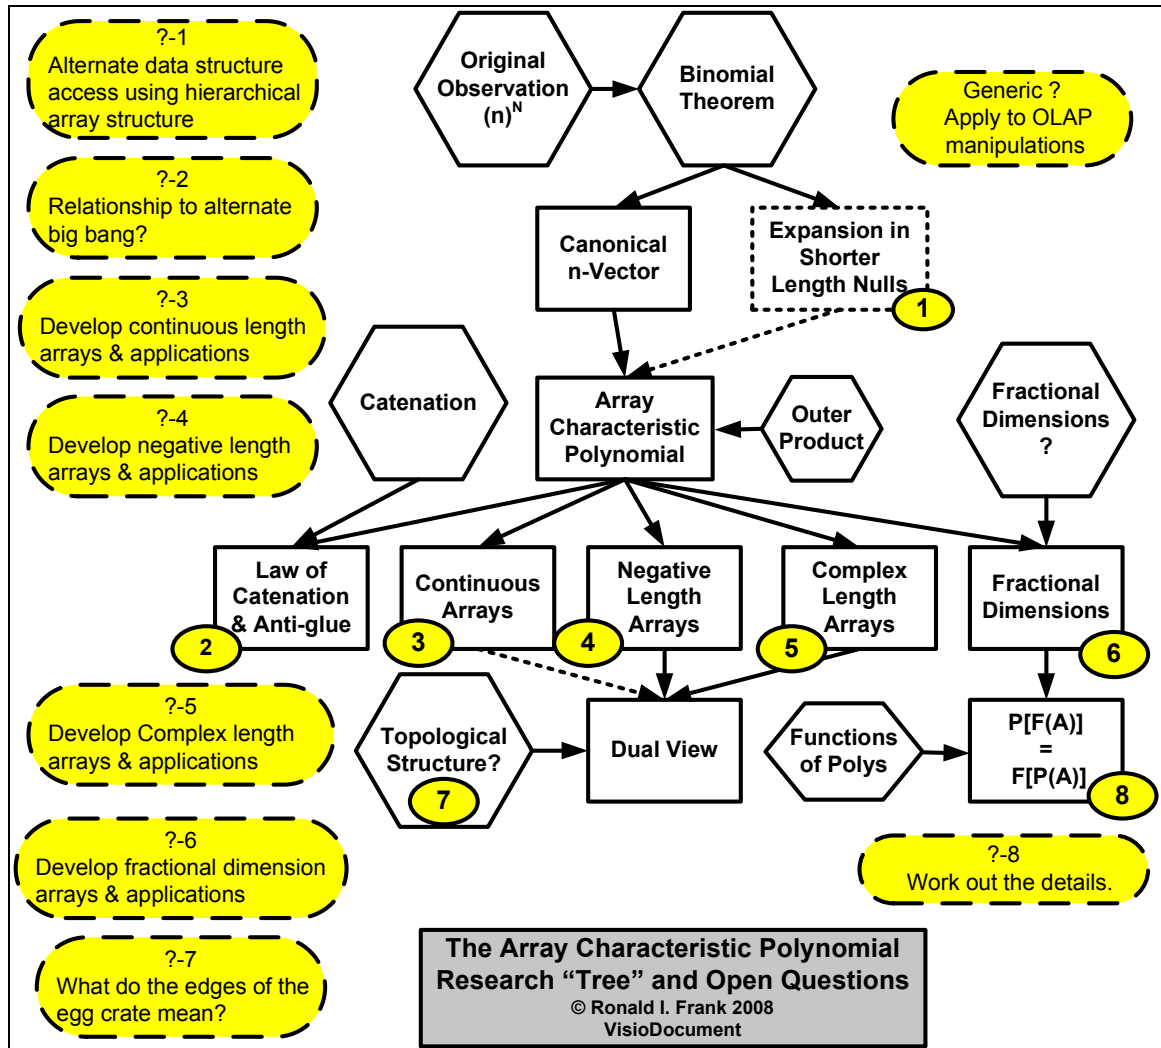 ?-1
Alternate data structure
access using hierarchical
array structure
Original
Observation
(n)^N
Binomial
Theorem
Generic ?
Apply to OLAP
manipulations
?-2
Relationship to alternate
big bang?
Canonical
n-Vector
Expansion in
Shorter
Length Nulls
1
?-3
Develop continuous length
arrays & applications
?-4
Develop negative length
arrays & applications
Catenation
Array
Characteristic
Polynomial
Outer
Product
Fractional
Dimensions
?
Law of
Catenation
& Anti-glue
2
Continuous
Arrays
3
Negative
Length
Arrays
4
Complex
Length
Arrays
5
Fractional
Dimensions
6
?-5
Develop Complex length
arrays & applications
Topological
Structure?
7
Dual View
Functions
of Polys
P[F(A)]
=
F[P(A)]
8
?-6
Develop fractional dimension
arrays & applications
?-8
Work out the details.
?-7
What do the edges of the
egg crate mean?
The Array Characteristic Polynomial
Research “Tree” and Open Questions
© Ronald I. Frank 2008
VisioDocument